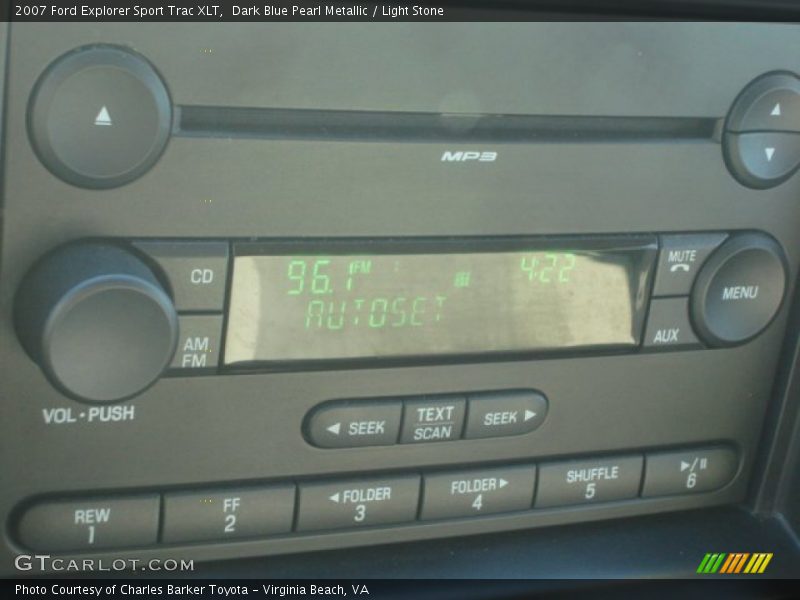 2007 Ford Explorer Sport Trac XLT, Dark Blue Pearl Metallic / Light Stone
MP3
CD
AM
FM
96.1 FM
4:22
AUTOSET
MUTE
AUX
MENU
VOL • PUSH
◄ SEEK
TEXT
SCAN
SEEK ►
REW
1
FF
2
◄ FOLDER
3
FOLDER ►
4
SHUFFLE
5
►/II
6
GTCARLOT.COM
Photo Courtesy of Charles Barker Toyota - Virginia Beach, VA